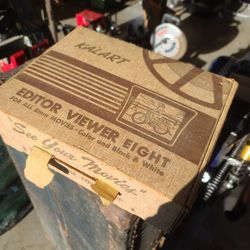 KALART
EDITOR VIEWER EIGHT
FOR ALL 8mm MOVIES - Color and Black & White
"See Your Movies"